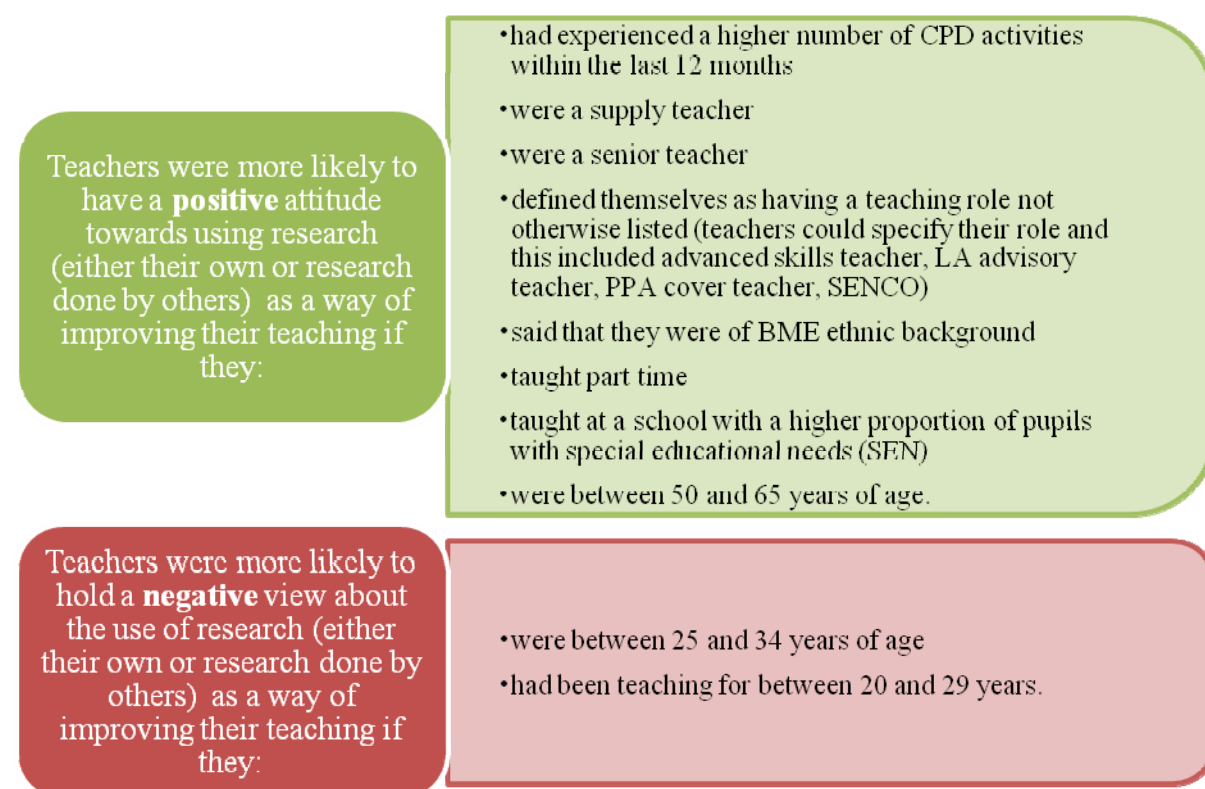 Teachers were more likely to
have a positive attitude
towards using research
(either their own or research
done by others) as a way of
improving their teaching if
they:
•had experienced a higher number of CPD activities
within the last 12 months
•were a supply teacher
•were a senior teacher
•defined themselves as having a teaching role not
otherwise listed (teachers could specify their role and
this included advanced skills teacher, LA advisory
teacher, PPA cover teacher, SENCO)
•said that they were of BME ethnic background
•taught part time
•taught at a school with a higher proportion of pupils
with special educational needs (SEN)
•were between 50 and 65 years of age.
Teachers were more likely to
hold a negative view about
the use of research (either
their own or research done by
others) as a way of
improving their teaching if
they:
•were between 25 and 34 years of age
•had been teaching for between 20 and 29 years.